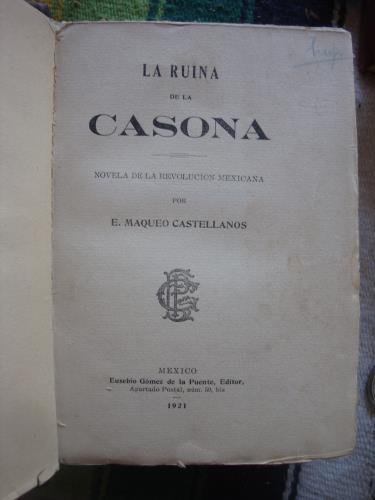 LA RUINA
DE LA
CASONA
NOVELA DE LA REVOLUCION MEXICANA
POR
E. MAQUEO CASTELLANOS
MEXICO
Eusebio Gómez de la Puente, Editor.
Apartado Postal, núm. 59, bis
1921